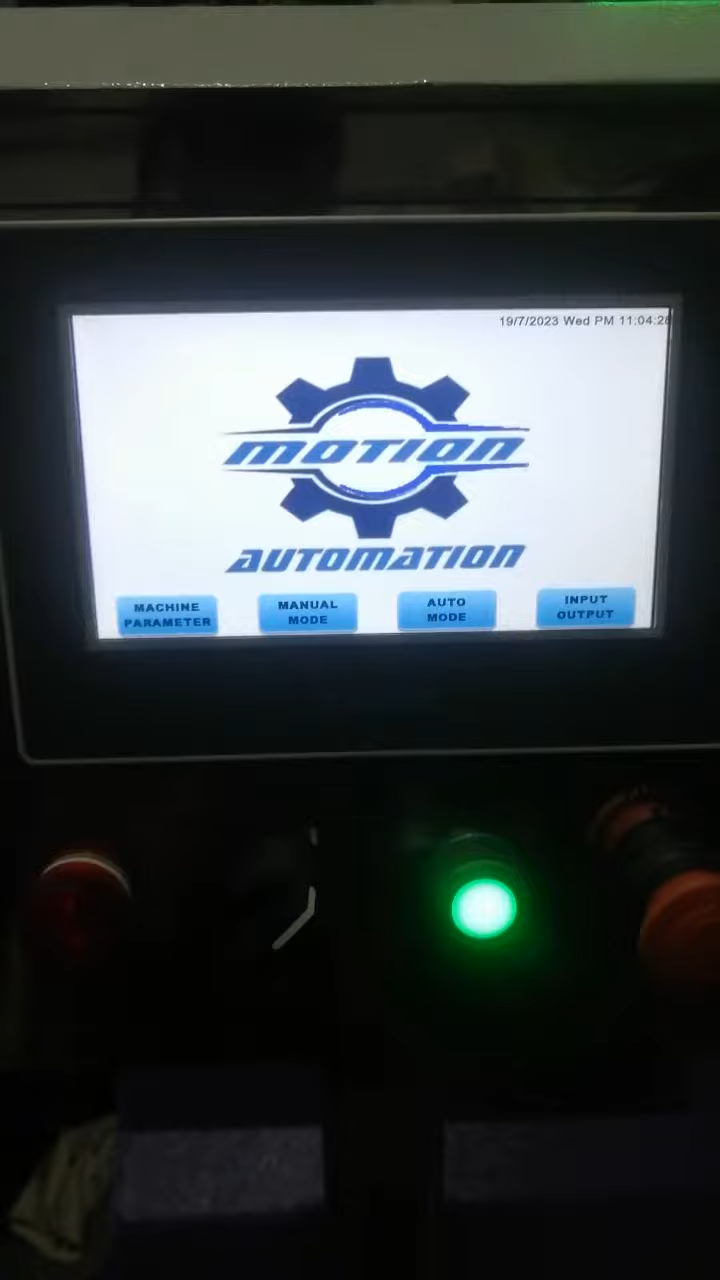 19/7/2023 Wed PM 11:04:28
MOTION
AUTOMATION
MACHINE
PARAMETER
MANUAL
MODE
AUTO
MODE
INPUT
OUTPUT